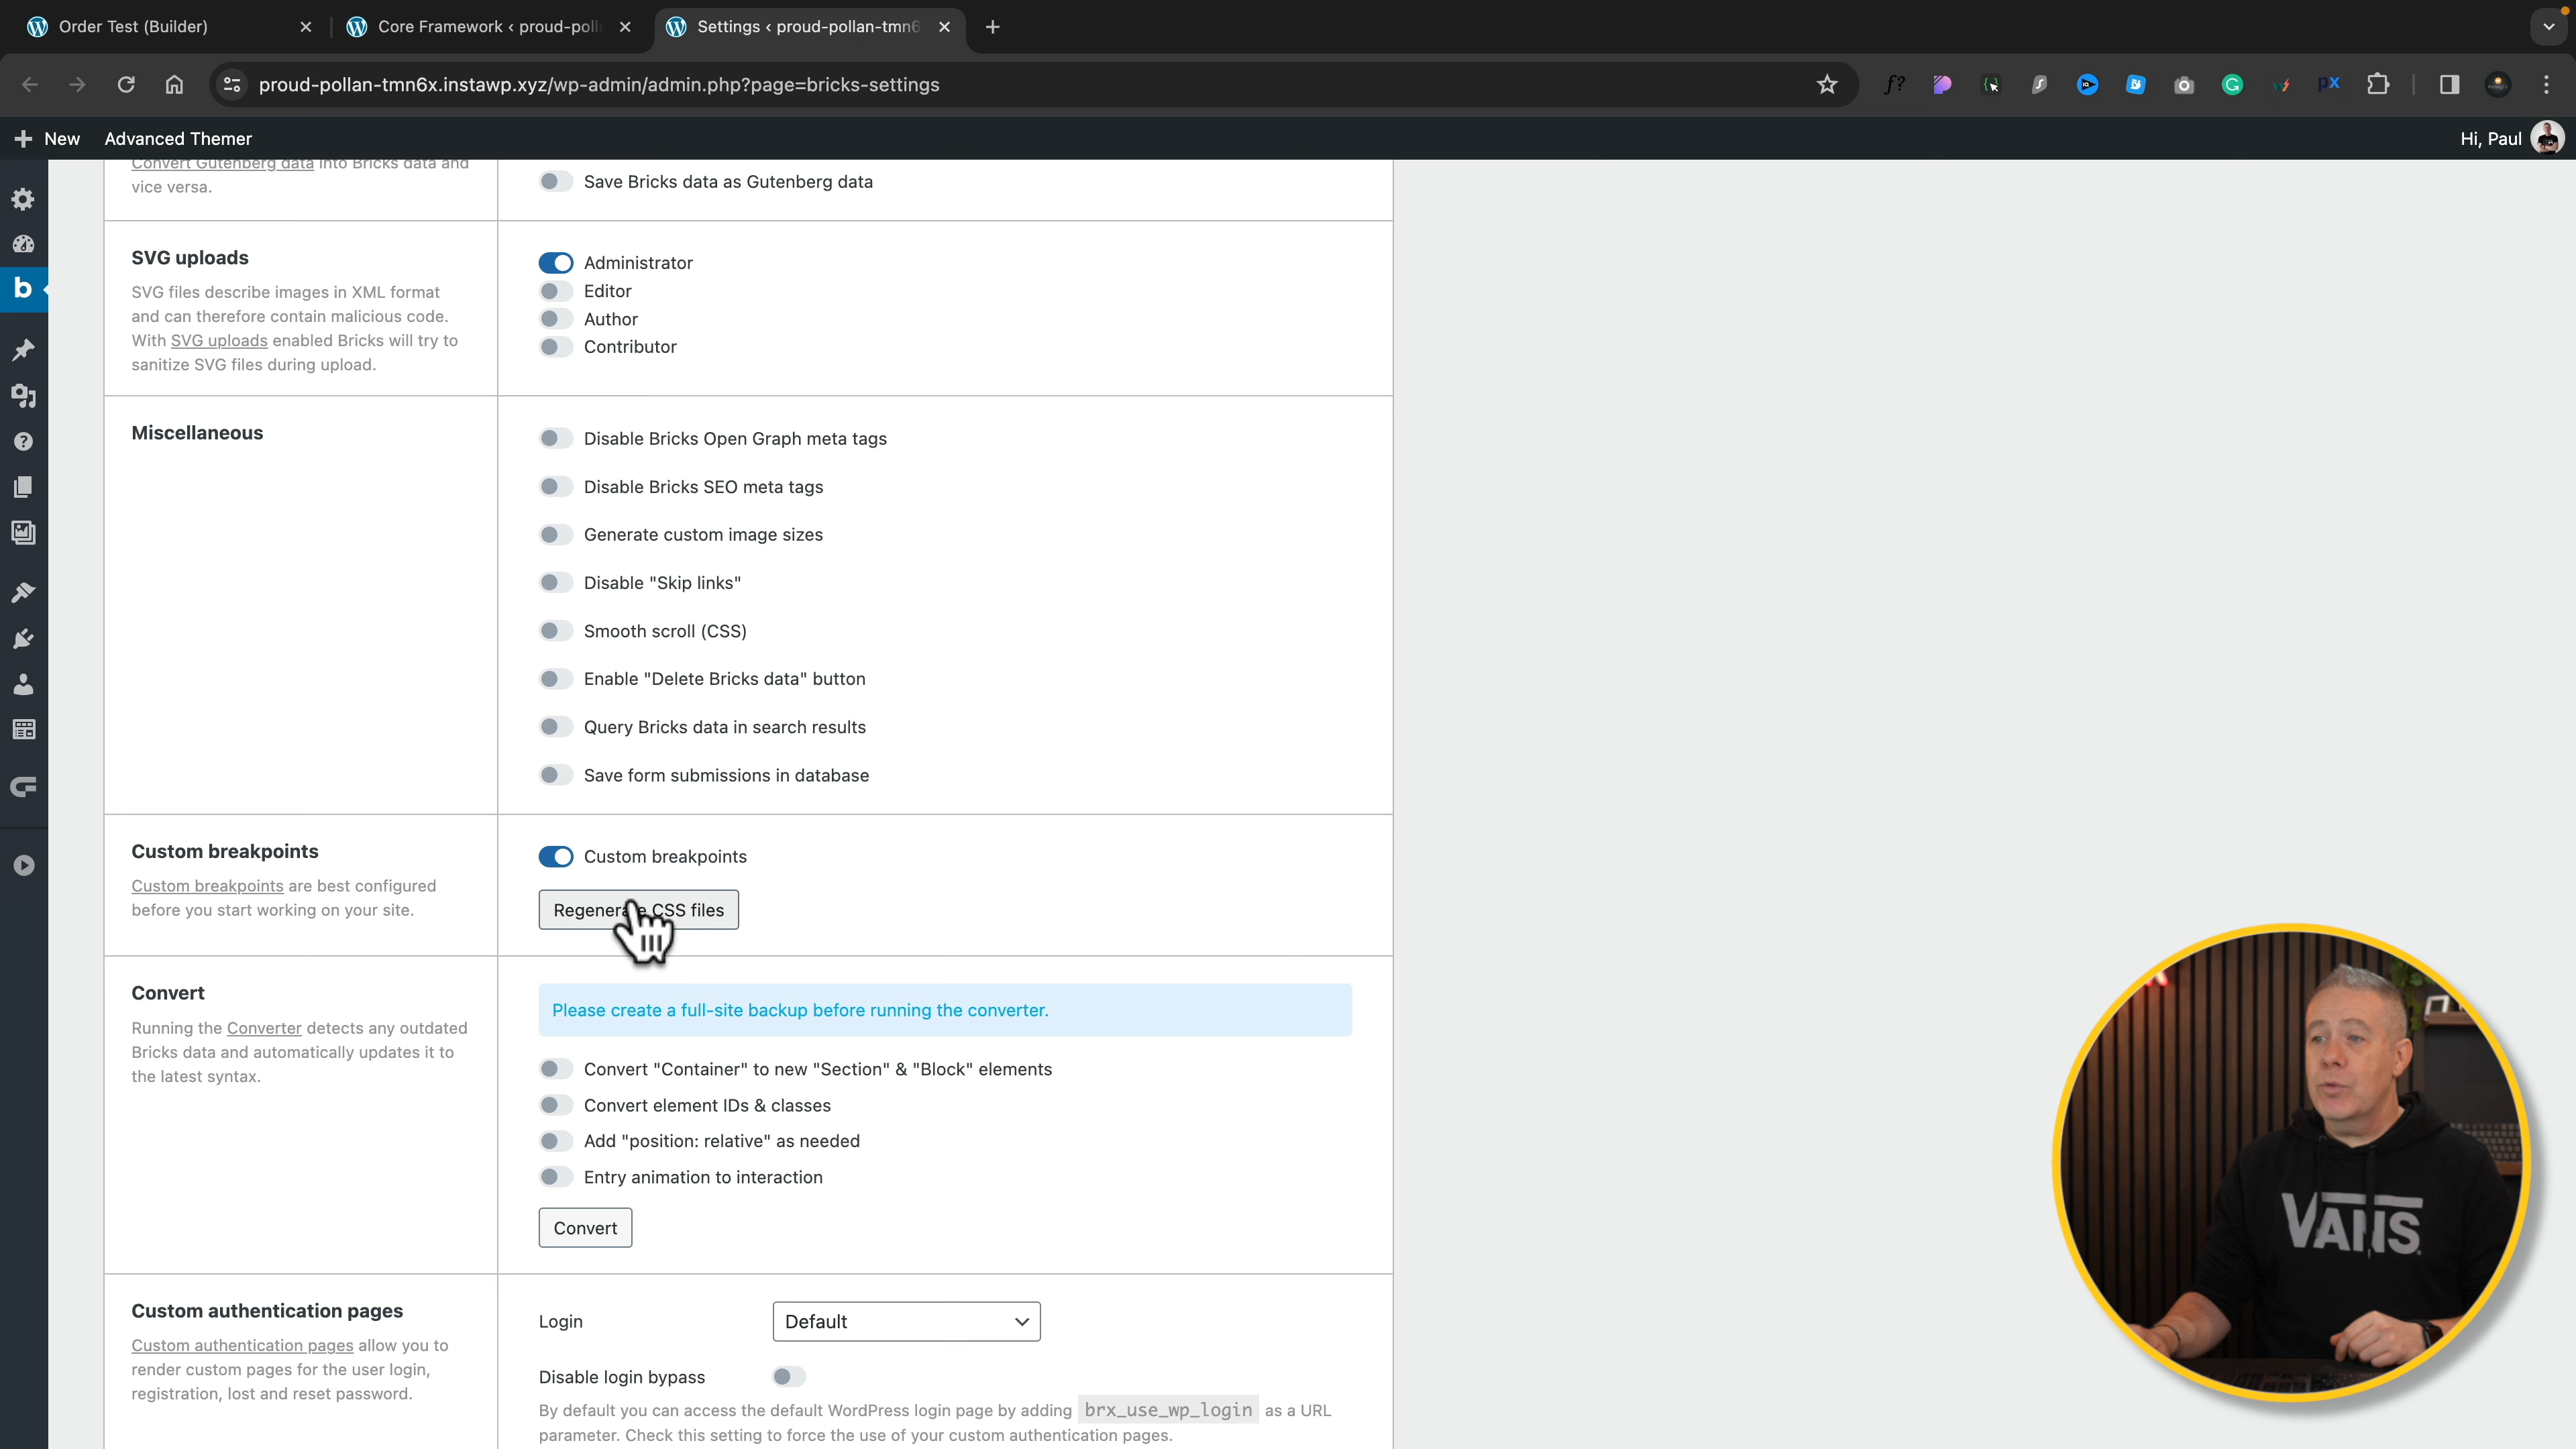 Order Test (Builder)
Core Framework ‹ proud-poll
Settings ‹ proud-pollan-tmn6
proud-pollan-tmn6x.instawp.xyz/wp-admin/admin.php?page=bricks-settings
New
Advanced Themer
Hi, Paul
Convert Gutenberg data into Bricks data and
vice versa.
Save Bricks data as Gutenberg data
SVG uploads
SVG files describe images in XML format
and can therefore contain malicious code.
With SVG uploads enabled Bricks will try to
sanitize SVG files during upload.
Administrator
Editor
Author
Contributor
Miscellaneous
Disable Bricks Open Graph meta tags
Disable Bricks SEO meta tags
Generate custom image sizes
Disable "Skip links"
Smooth scroll (CSS)
Enable "Delete Bricks data" button
Query Bricks data in search results
Save form submissions in database
Custom breakpoints
Custom breakpoints are best configured
before you start working on your site.
Custom breakpoints
Regenerate CSS files
Convert
Running the Converter detects any outdated
Bricks data and automatically updates it to
the latest syntax.
Please create a full-site backup before running the converter.
Convert "Container" to new "Section" & "Block" elements
Convert element IDs & classes
Add "position: relative" as needed
Entry animation to interaction
Convert
Custom authentication pages
Custom authentication pages allow you to
render custom pages for the user login,
registration, lost and reset password.
Login
Default
Disable login bypass
By default you can access the default WordPress login page by adding brx_use_wp_login as a URL
parameter. Check this setting to force the use of your custom authentication pages.
VANS